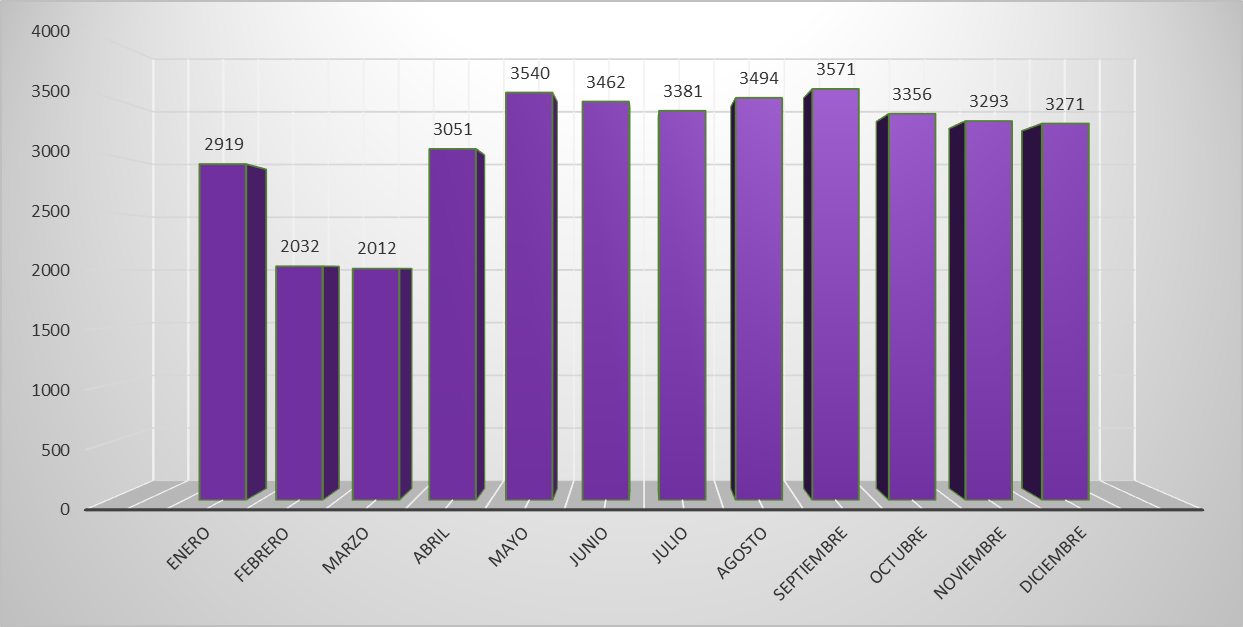 4000
3500
3000
2500
2000
1500
1000
500
0
2919
2032
2012
3051
3540
3462
3381
3494
3571
3356
3293
3271
ENERO
FEBRERO
MARZO
ABRIL
MAYO
JUNIO
JULIO
AGOSTO
SEPTIEMBRE
OCTUBRE
NOVIEMBRE
DICIEMBRE